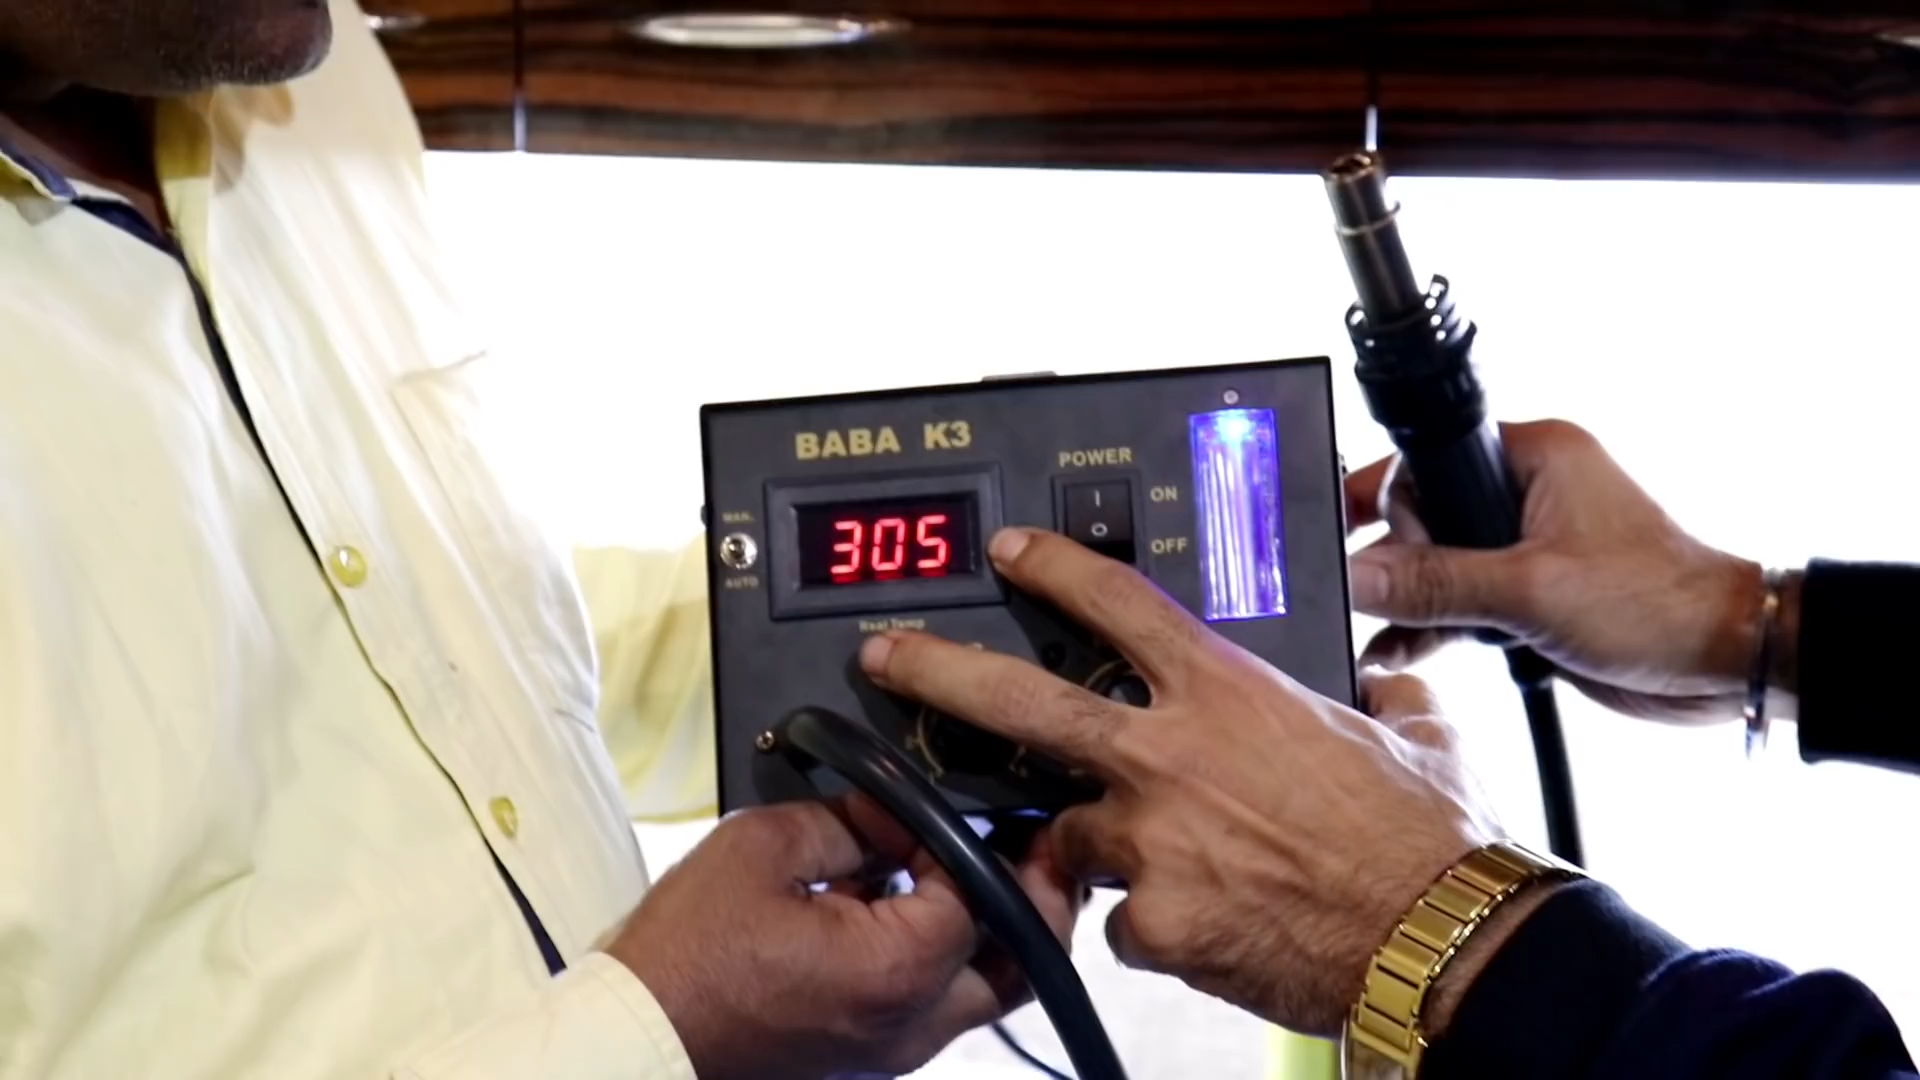 BABA K3
POWER
I
O
ON
OFF
MAN.
305
AUTO
Real Temp